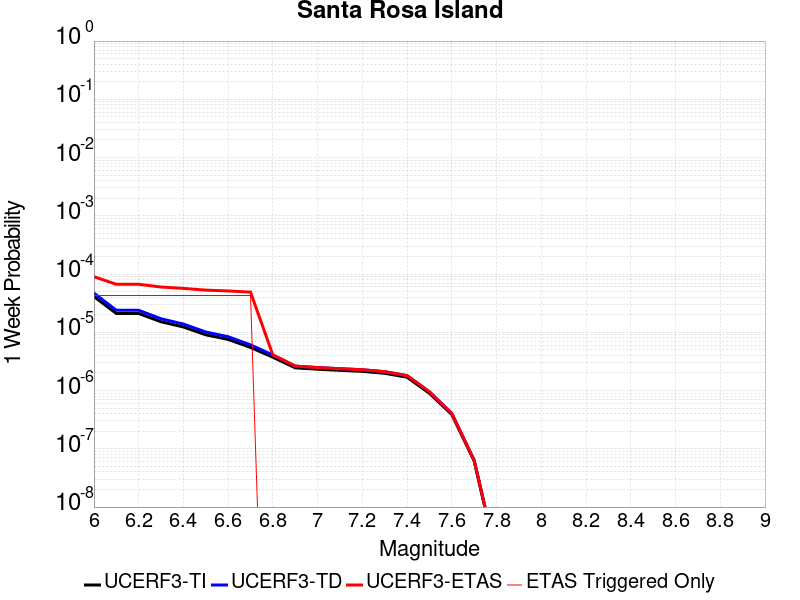 Santa Rosa Island
1 Week Probability
10^0
10^-1
10^-2
10^-3
10^-4
10^-5
10^-6
10^-7
10^-8
6 6.2 6.4 6.6 6.8 7 7.2 7.4 7.6 7.8 8 8.2 8.4 8.6 8.8 9
Magnitude
UCERF3-TI UCERF3-TD UCERF3-ETAS ETAS Triggered Only